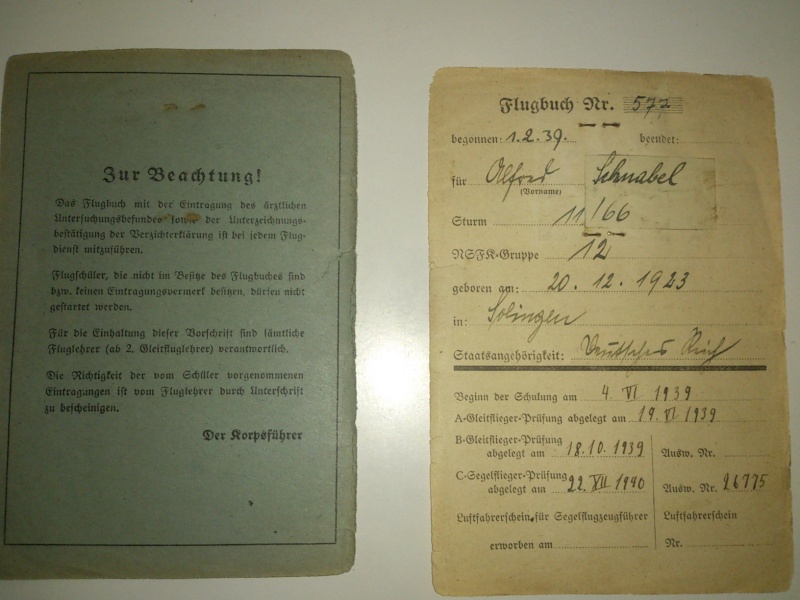 Zur Beachtung!
Das Flugbuch mit der Eintragung des ärztlichen
Untersuchungsbefundes sowie der Unterzeichnungs-
bestätigung der Verzichterklärung ist bei jedem Flug-
dienst mitzuführen.
Flugschüler, die nicht im Besitze des Flugbuches sind
bzw. keinen Eintragungsvermerk besitzen, dürfen nicht
gestartet werden.
Für die Einhaltung dieser Vorschrift sind sämtliche
Fluglehrer (ab 2. Gleitfluglehrer) verantwortlich.
Die Richtigkeit der vom Schüler vorgenommenen
Eintragungen ist vom Fluglehrer durch Unterschrift
zu bescheinigen.
Der Korpsführer
Flugbuch Nr. 577
begonnen: 1.2.39. beendet:
für Alfred Schnabel
(Vorname)
Sturm 11/66
NSFK-Gruppe 12
geboren am: 20. 12. 1923
in: Solingen
Staatsangehörigkeit: Deutsches Reich
Beginn der Schulung am 4. VI 1939
A-Gleitflieger-Prüfung abgelegt am 19. VI 1939
B-Gleitflieger-Prüfung
abgelegt am 18.10.1939 Ausw. Nr.
C-Segelflieger-Prüfung
abgelegt am 22. XII 1940 Ausw. Nr. 26775
Luftfahrerschein für Segelflugzeugführer Luftfahrerschein
erworben am Nr.